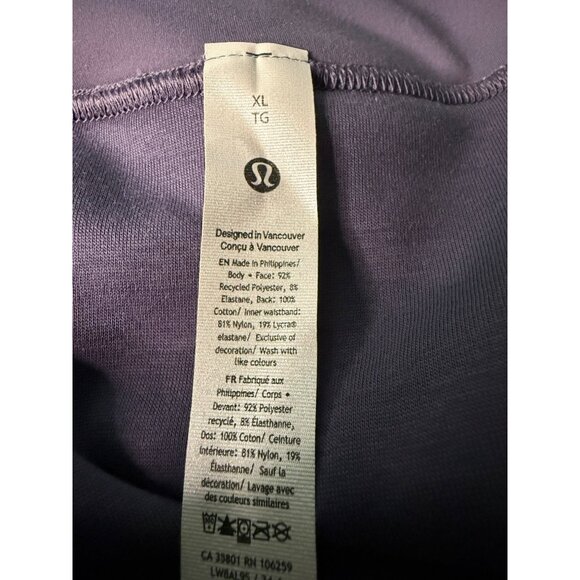 XL
TG
Designed in Vancouver
Conçu à Vancouver
EN Made in Philippines/
Body + Face: 92%
Recycled Polyester, 8%
Elastane, Back: 100%
Cotton/ Inner waistband:
81% Nylon, 19% Lycra®
elastane/ Exclusive of
decoration/ Wash with
like colours
FR Fabriqué aux
Philippines/ Corps +
Devant: 92% Polyester
recyclé, 8% Élasthanne,
Dos: 100% Coton/ Ceinture
intérieure: 81% Nylon, 19%
Élasthanne/ Sauf la
décoration/ Lavage avec
des couleurs similaires
CA 35801 RN 106259